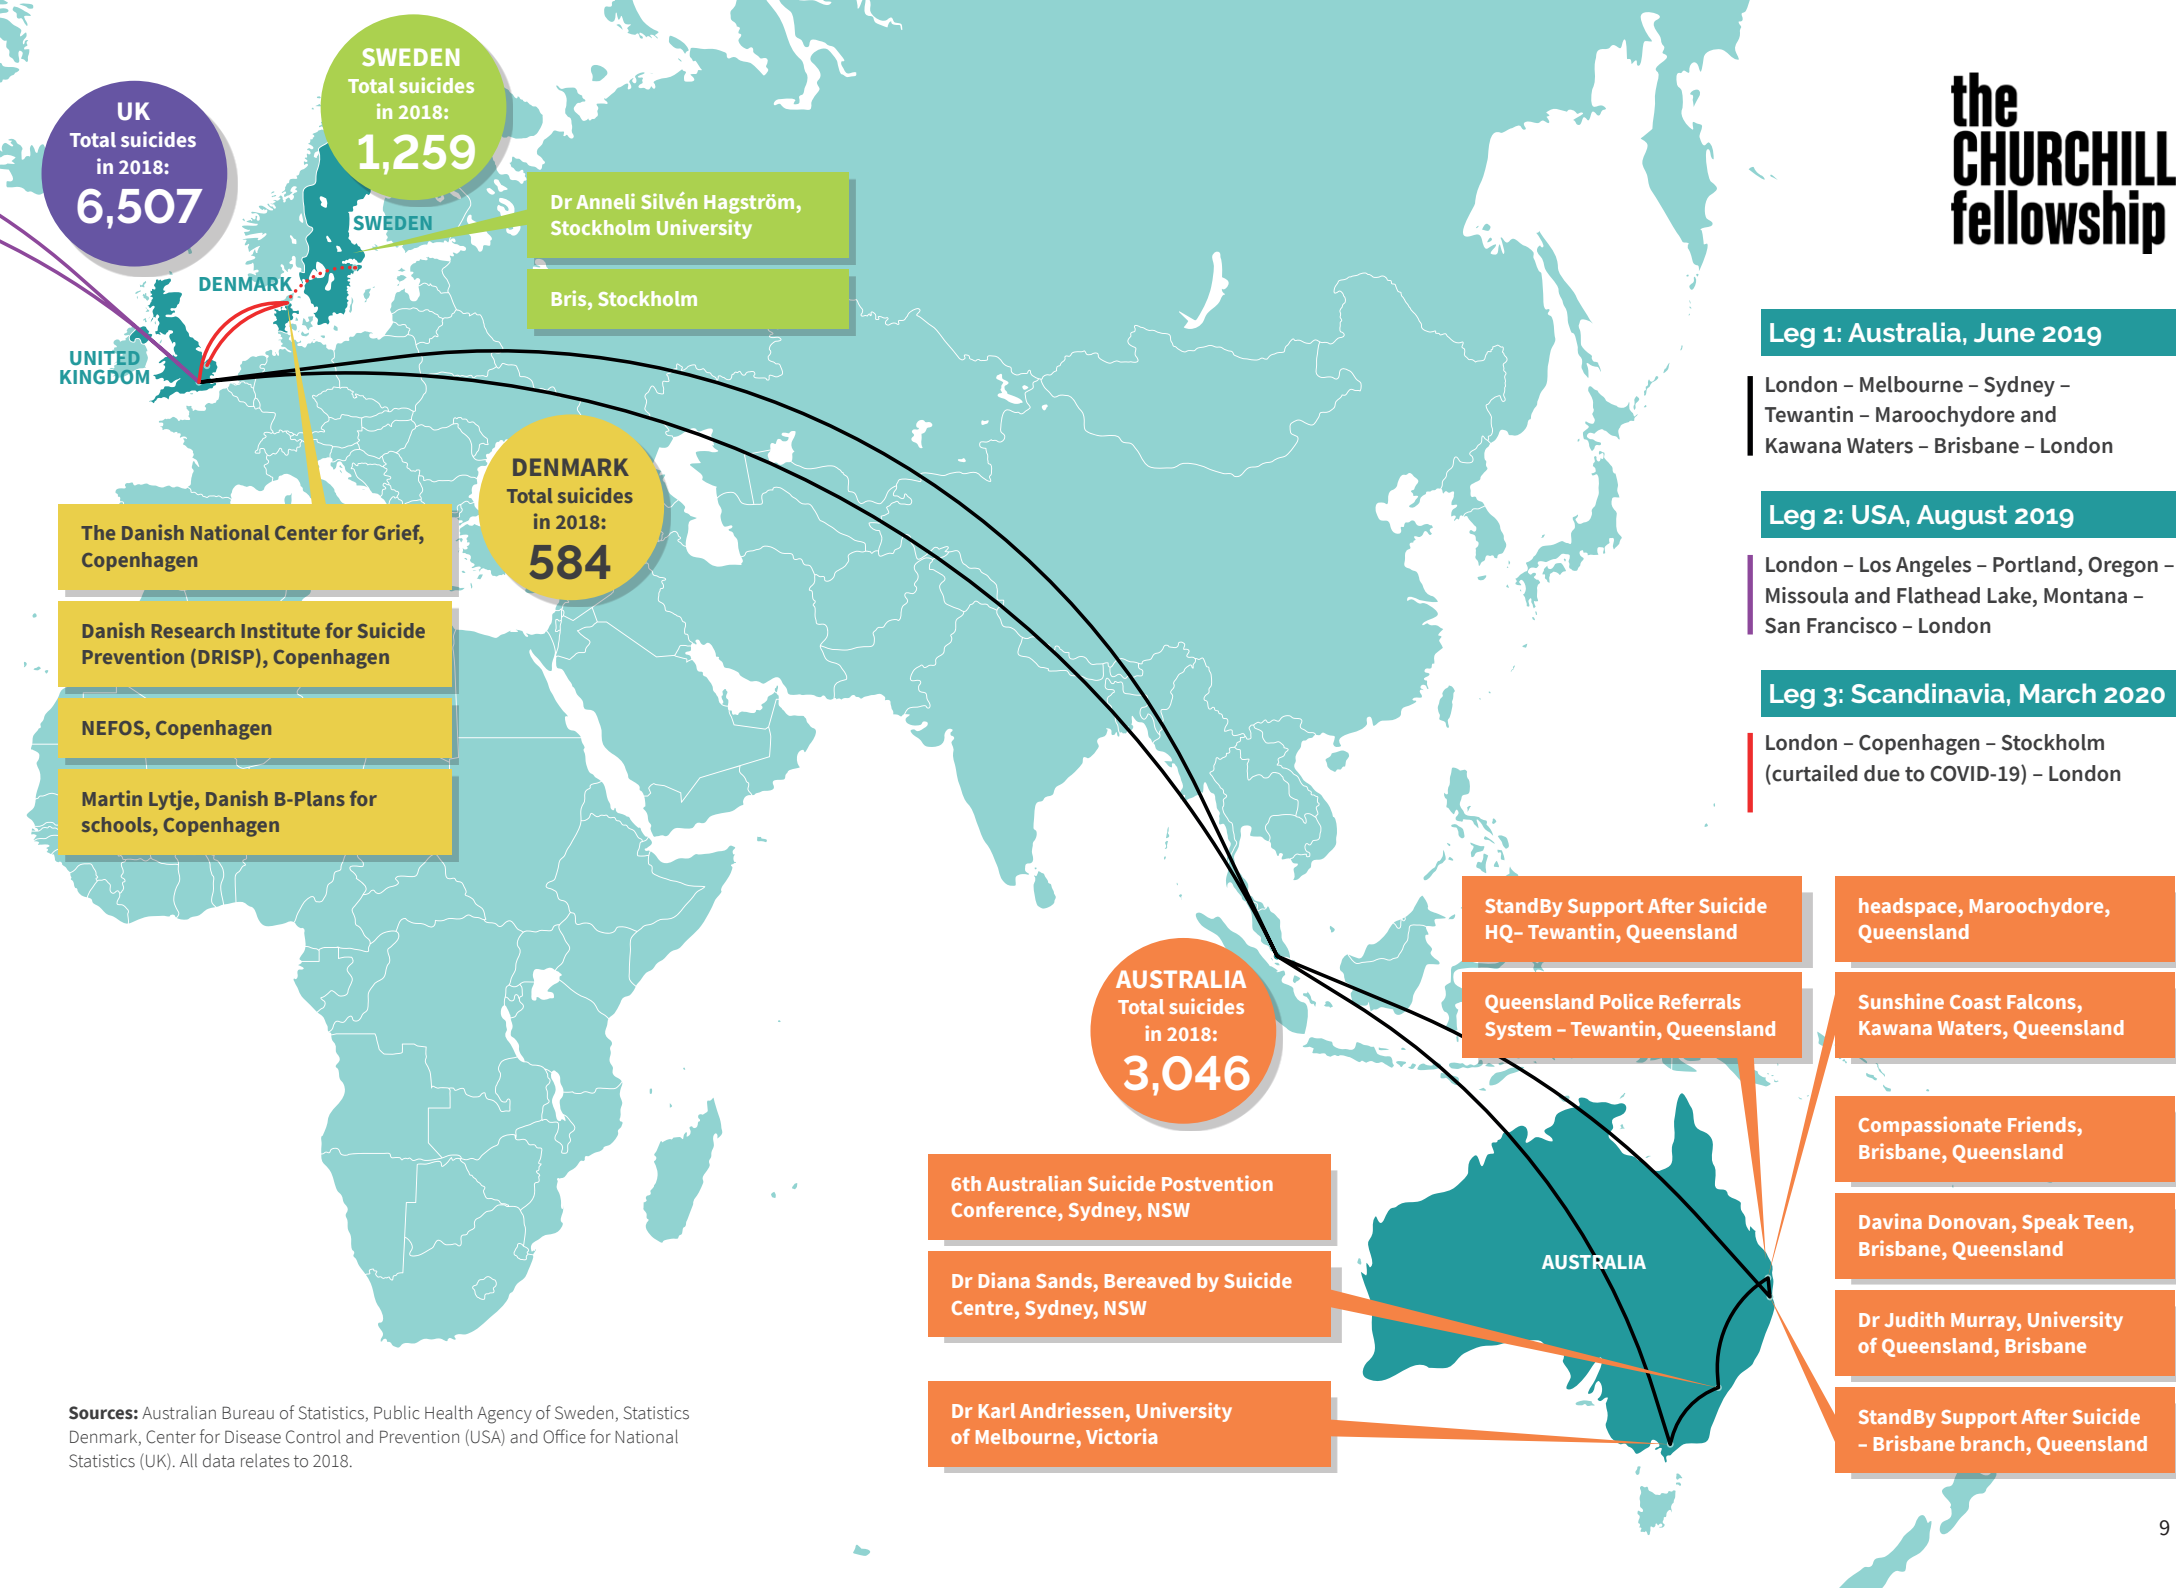 UK
Total suicides
in 2018:
6,507
SWEDEN
Total suicides
in 2018:
1,259
the
CHURCHILL
fellowship
Dr Anneli Silvén Hagström,
Stockholm University
Bris, Stockholm
SWEDEN
DENMARK
UNITED
KINGDOM
Leg 1: Australia, June 2019
London – Melbourne – Sydney –
Tewantin – Maroochydore and
Kawana Waters – Brisbane – London
Leg 2: USA, August 2019
London – Los Angeles – Portland, Oregon –
Missoula and Flathead Lake, Montana –
San Francisco – London
Leg 3: Scandinavia, March 2020
London – Copenhagen – Stockholm
(curtailed due to COVID-19) – London
DENMARK
Total suicides
in 2018:
584
The Danish National Center for Grief,
Copenhagen
Danish Research Institute for Suicide
Prevention (DRISP), Copenhagen
NEFOS, Copenhagen
Martin Lytje, Danish B-Plans for
schools, Copenhagen
AUSTRALIA
Total suicides
in 2018:
3,046
StandBy Support After Suicide
HQ– Tewantin, Queensland
Queensland Police Referrals
System – Tewantin, Queensland
headspace, Maroochydore,
Queensland
Sunshine Coast Falcons,
Kawana Waters, Queensland
Compassionate Friends,
Brisbane, Queensland
Davina Donovan, Speak Teen,
Brisbane, Queensland
Dr Judith Murray, University
of Queensland, Brisbane
StandBy Support After Suicide
– Brisbane branch, Queensland
6th Australian Suicide Postvention
Conference, Sydney, NSW
Dr Diana Sands, Bereaved by Suicide
Centre, Sydney, NSW
Dr Karl Andriessen, University
of Melbourne, Victoria
AUSTRALIA
Sources: Australian Bureau of Statistics, Public Health Agency of Sweden, Statistics
Denmark, Center for Disease Control and Prevention (USA) and Office for National
Statistics (UK). All data relates to 2018.
9